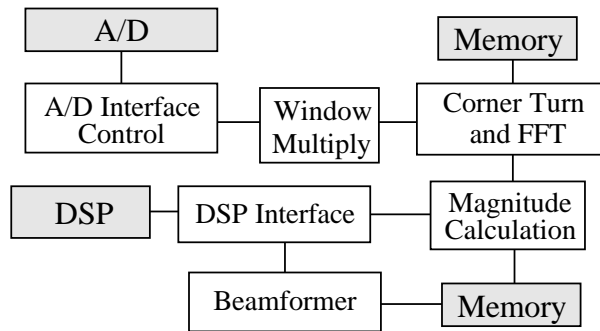 A/D
Memory
A/D Interface
Control
Window
Multiply
Corner Turn
and FFT
DSP
DSP Interface
Magnitude
Calculation
Beamformer
Memory